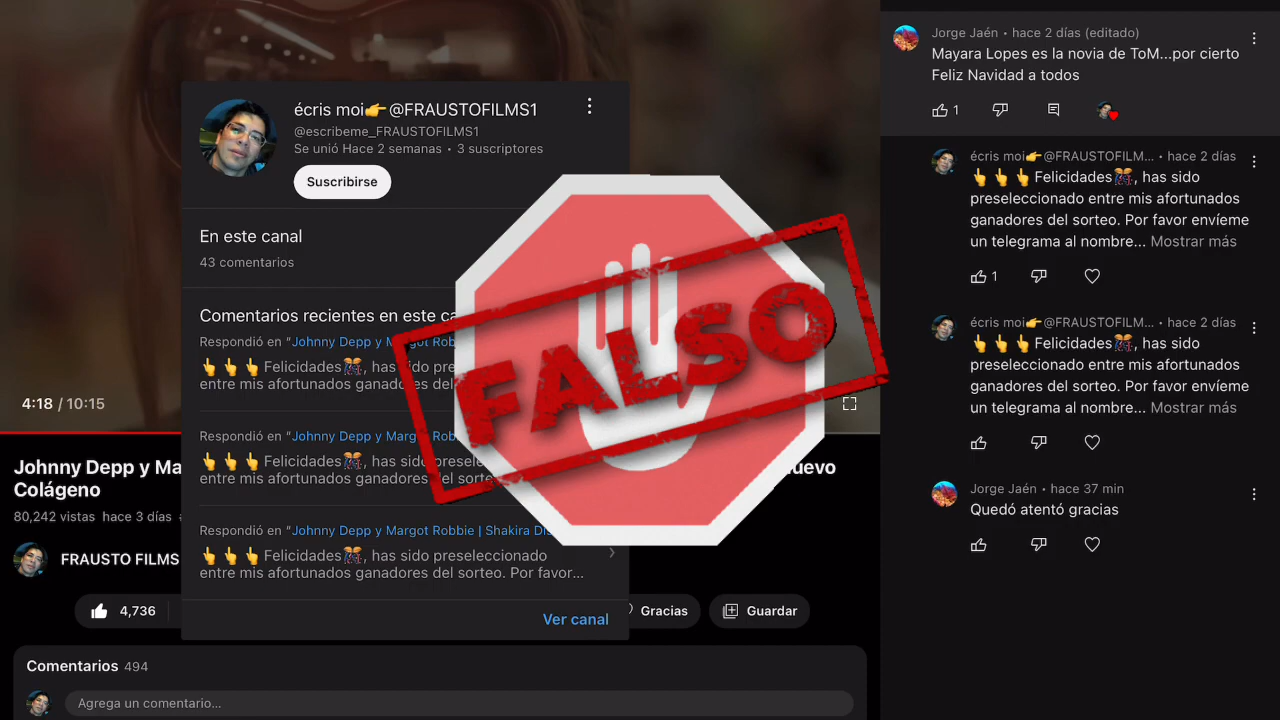 écris moi👉@FRAUSTOFILMS1
@escribeme_FRAUSTOFILMS1
Se unió Hace 2 semanas • 3 suscriptores
Suscribirse
En este canal
43 comentarios
Comentarios recientes en este
Respondió en "Johnny Depp y Margot
👆👆👆Felicidades🎊, has sido
entre mis afortunados ganadores del
Respondió en "Johnny Depp y
👆👆👆Felicidades🎊, has sido
entre mis afortunados ganadores del
Respondió en "Johnny Depp y Margot Robbie | Shakira
👆👆👆Felicidades🎊, has sido preseleccionado
entre mis afortunados ganadores del sorteo. Por favor...
Ver canal
FALSO
4:18 / 10:15
Johnny Depp y
Colágeno
80,242 vistas hace 3 días
FRAUSTO FILMS
4,736
Gracias
Guardar
Comentarios 494
Agrega un comentario...
Jorge Jaén • hace 2 días (editado)
Mayara Lopes es la novia de ToM...por cierto
Feliz Navidad a todos
1
écris moi👉@FRAUSTOFILM... • hace 2 días
👆👆👆Felicidades🎊, has sido
preseleccionado entre mis afortunados
ganadores del sorteo. Por favor envíeme
un telegrama al nombre... Mostrar más
1
écris moi👉@FRAUSTOFILM... • hace 2 días
👆👆👆Felicidades🎊, has sido
preseleccionado entre mis afortunados
ganadores del sorteo. Por favor envíeme
un telegrama al nombre... Mostrar más
Jorge Jaén • hace 37 min
Quedó atentó gracias